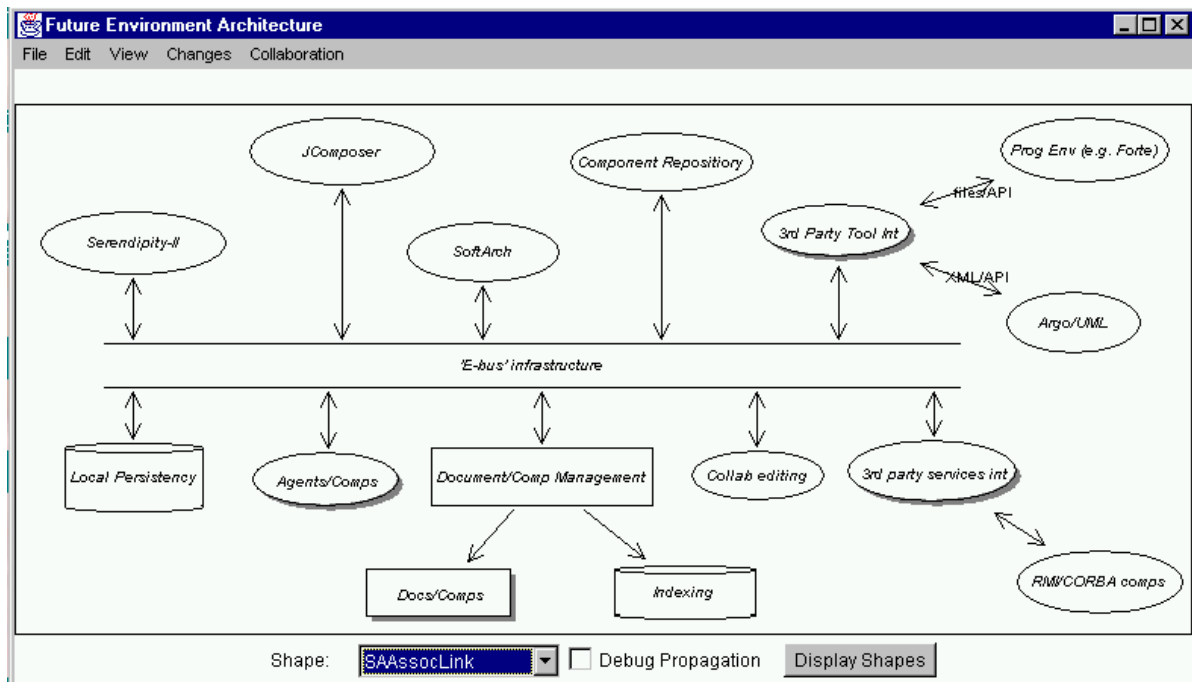 Future Environment Architecture
File Edit View Changes Collaboration
JComposer
Component Repositiory
Prog Env (e.g. Forte)
files/API
Serendipity-II
SoftArch
3rd Party Tool Int
XML/API
Argo/UML
'E-bus' infrastructure
Local Persistency
Agents/Comps
Document/Comp Management
Collab editing
3rd party services int
Docs/Comps
Indexing
RMI/CORBA comps
Shape: SAAssocLink Debug Propagation Display Shapes